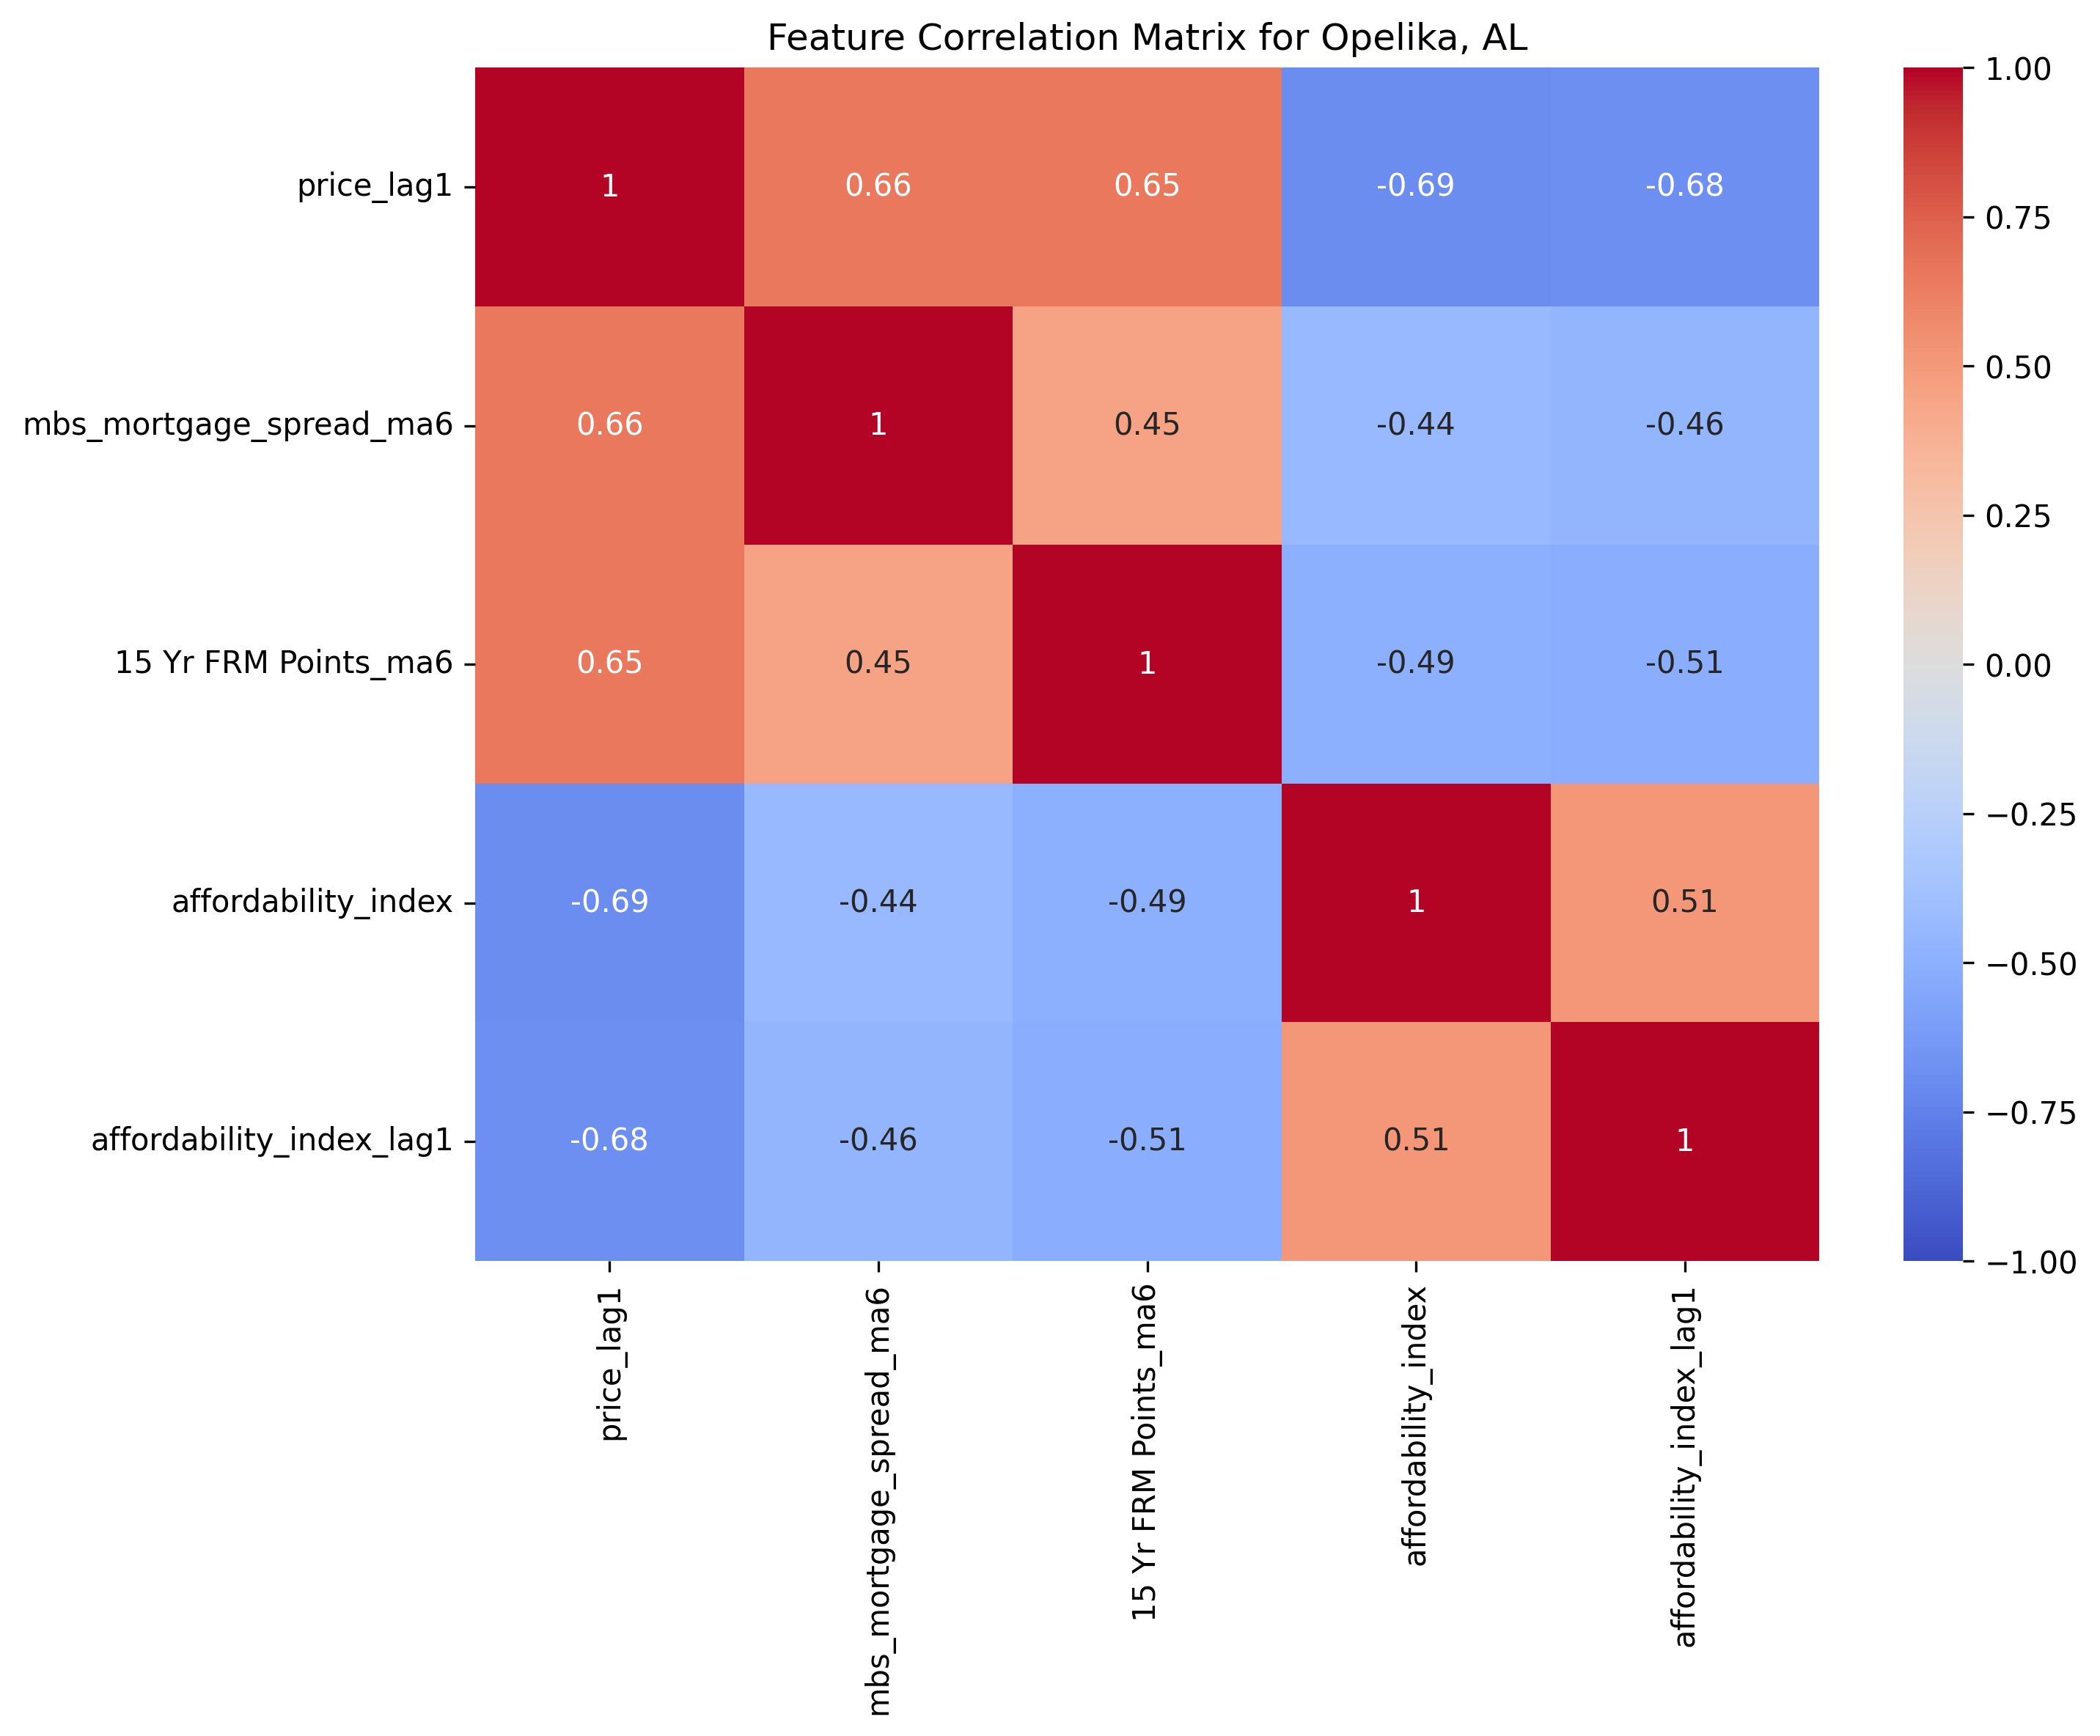 Feature Correlation Matrix for Opelika, AL
price_lag1 1 0.66 0.65 -0.69 -0.68
mbs_mortgage_spread_ma6 0.66 1 0.45 -0.44 -0.46
15 Yr FRM Points_ma6 0.65 0.45 1 -0.49 -0.51
affordability_index -0.69 -0.44 -0.49 1 0.51
affordability_index_lag1 -0.68 -0.46 -0.51 0.51 1
price_lag1
mbs_mortgage_spread_ma6
15 Yr FRM Points_ma6
affordability_index
affordability_index_lag1
1.00
0.75
0.50
0.25
0.00
−0.25
−0.50
−0.75
−1.00